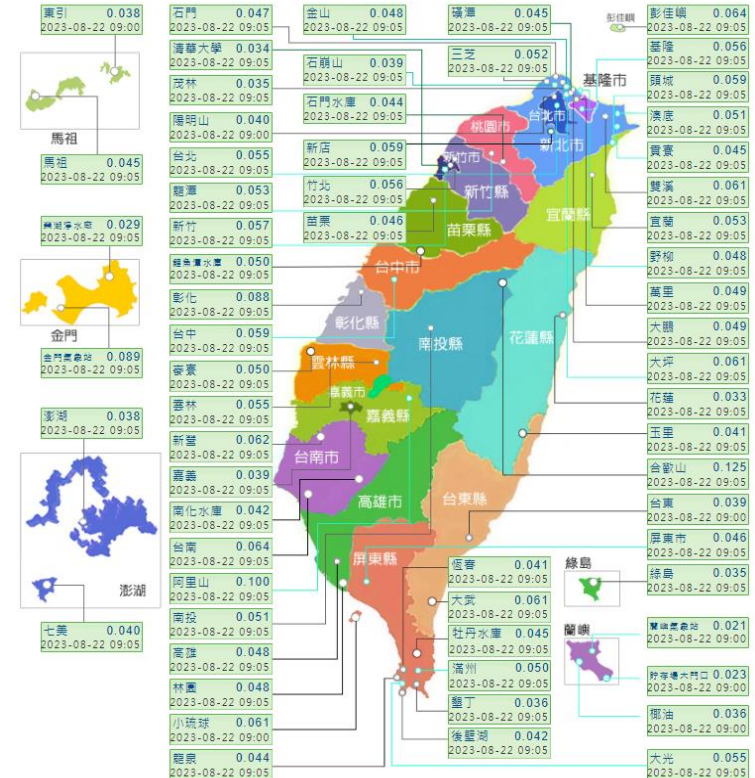 東引 0.038
2023-08-22 09:00
馬祖
馬祖 0.045
2023-08-22 09:05
榮湖淨水廠 0.029
2023-08-22 09:05
金門
金門氣象站 0.089
2023-08-22 09:05
澎湖 0.038
2023-08-22 09:05
澎湖
七美 0.040
2023-08-22 09:05
石門 0.047
2023-08-22 09:05
清華大學 0.034
2023-08-22 09:05
茂林 0.035
2023-08-22 09:05
陽明山 0.040
2023-08-22 09:00
台北 0.055
2023-08-22 09:05
龍潭 0.053
2023-08-22 09:05
新竹 0.057
2023-08-22 09:05
鯉魚潭水庫 0.050
2023-08-22 09:05
彰化 0.088
2023-08-22 09:05
台中 0.059
2023-08-22 09:05
麥寮 0.050
2023-08-22 09:05
雲林 0.055
2023-08-22 09:05
新營 0.062
2023-08-22 09:05
嘉義 0.039
2023-08-22 09:05
南化水庫 0.042
2023-08-22 09:05
台南 0.064
2023-08-22 09:05
阿里山 0.100
2023-08-22 09:05
南投 0.051
2023-08-22 09:05
高雄 0.048
2023-08-22 09:05
林園 0.048
2023-08-22 09:05
小琉球 0.061
2023-08-22 09:00
龍泉 0.044
2023-08-22 09:05
金山 0.048
2023-08-22 09:05
石崩山 0.039
2023-08-22 09:05
石門水庫 0.044
2023-08-22 09:05
新店 0.059
2023-08-22 09:05
竹北 0.056
2023-08-22 09:05
苗栗 0.046
2023-08-22 09:05
磺潭 0.045
2023-08-22 09:05
三芝 0.052
2023-08-22 09:05
彭佳嶼
基隆市
台北市
桃園市
新北市
新竹市
新竹縣
宜蘭縣
苗栗縣
台中市
彰化縣
南投縣
花蓮縣
雲林縣
嘉義市
嘉義縣
台南市
高雄市
台東縣
屏東縣
恆春 0.041
2023-08-22 09:05
大武 0.061
2023-08-22 09:05
牡丹水庫 0.045
2023-08-22 09:05
滿州 0.050
2023-08-22 09:05
墾丁 0.036
2023-08-22 09:05
後壁湖 0.042
2023-08-22 09:05
綠島
蘭嶼
彭佳嶼 0.064
2023-08-22 09:05
基隆 0.056
2023-08-22 09:05
頭城 0.059
2023-08-22 09:05
澳底 0.051
2023-08-22 09:05
貢寮 0.045
2023-08-22 09:05
雙溪 0.061
2023-08-22 09:05
宜蘭 0.053
2023-08-22 09:05
野柳 0.048
2023-08-22 09:05
萬里 0.049
2023-08-22 09:05
大鵬 0.049
2023-08-22 09:05
大坪 0.061
2023-08-22 09:05
花蓮 0.033
2023-08-22 09:05
玉里 0.041
2023-08-22 09:05
合歡山 0.125
2023-08-22 09:05
台東 0.039
2023-08-22 09:00
屏東市 0.046
2023-08-22 09:05
綠島 0.035
2023-08-22 09:05
蘭嶼氣象站 0.021
2023-08-22 09:00
貯存場大門口 0.023
2023-08-22 09:00
椰油 0.036
2023-08-22 09:00
大光 0.055
2023-08-22 09:05